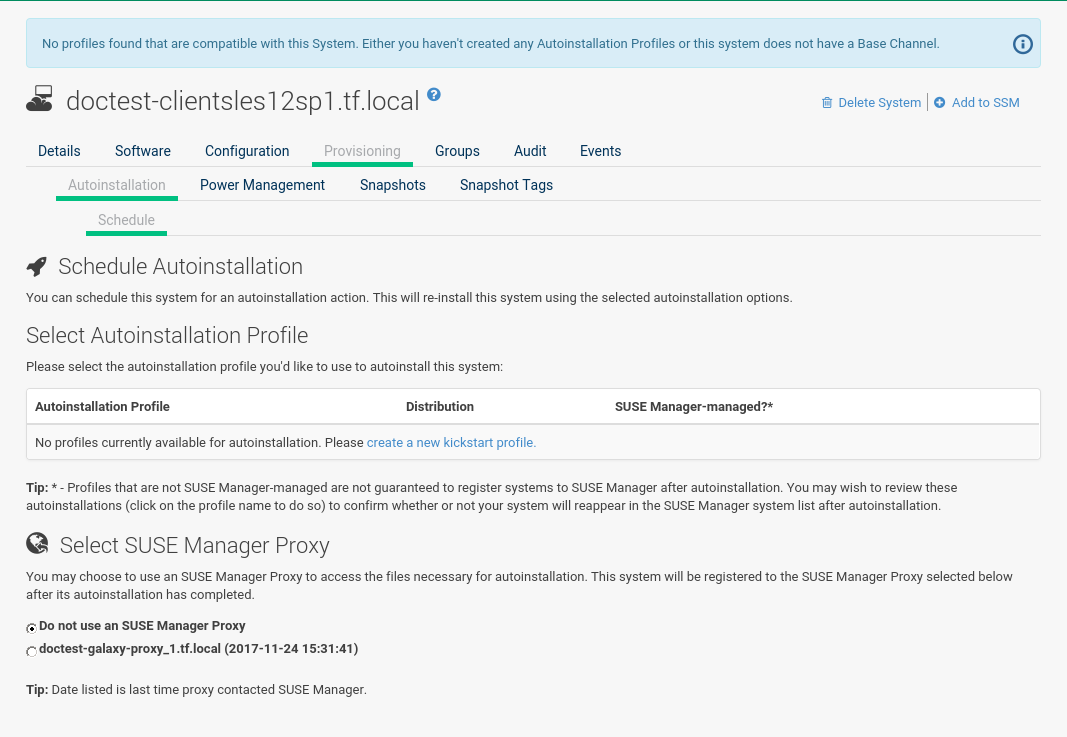 No profiles found that are compatible with this System. Either you haven't created any Autoinstallation Profiles or this system does not have a Base Channel.
doctest-clientsles12sp1.tf.local ?
Delete System | Add to SSM
Details Software Configuration Provisioning Groups Audit Events
Autoinstallation Power Management Snapshots Snapshot Tags
Schedule
Schedule Autoinstallation
You can schedule this system for an autoinstallation action. This will re-install this system using the selected autoinstallation options.
Select Autoinstallation Profile
Please select the autoinstallation profile you'd like to use to autoinstall this system:
Autoinstallation Profile Distribution SUSE Manager-managed?*
No profiles currently available for autoinstallation. Please create a new kickstart profile.
Tip: * - Profiles that are not SUSE Manager-managed are not guaranteed to register systems to SUSE Manager after autoinstallation. You may wish to review these
autoinstallations (click on the profile name to do so) to confirm whether or not your system will reappear in the SUSE Manager system list after autoinstallation.
Select SUSE Manager Proxy
You may choose to use an SUSE Manager Proxy to access the files necessary for autoinstallation. This system will be registered to the SUSE Manager Proxy selected below
after its autoinstallation has completed.
Do not use an SUSE Manager Proxy
doctest-galaxy-proxy_1.tf.local (2017-11-24 15:31:41)
Tip: Date listed is last time proxy contacted SUSE Manager.